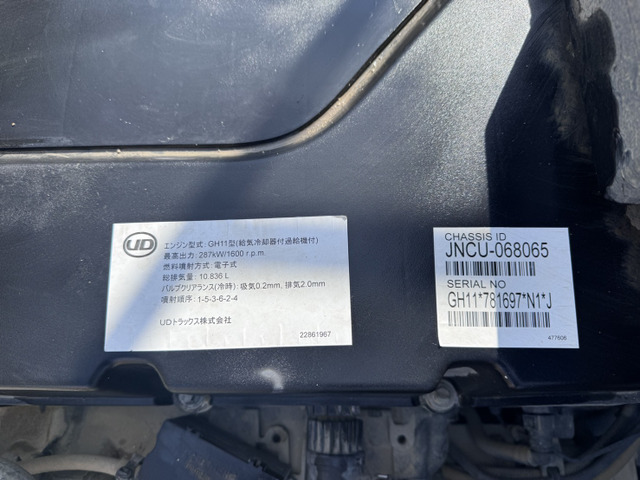 UD
エンジン型式: GH11型(給気冷却器付過給機付)
最高出力: 287kW/1600 r.p.m.
燃料噴射方式: 電子式
総排気量: 10.836 L
バルブクリアランス(冷時): 吸気0.2mm, 排気2.0mm
噴射順序: 1-5-3-6-2-4
UDトラックス株式会社
22861967
CHASSIS ID
JNCU-068065
SERIAL NO
GH11*781697*N1*J
477606